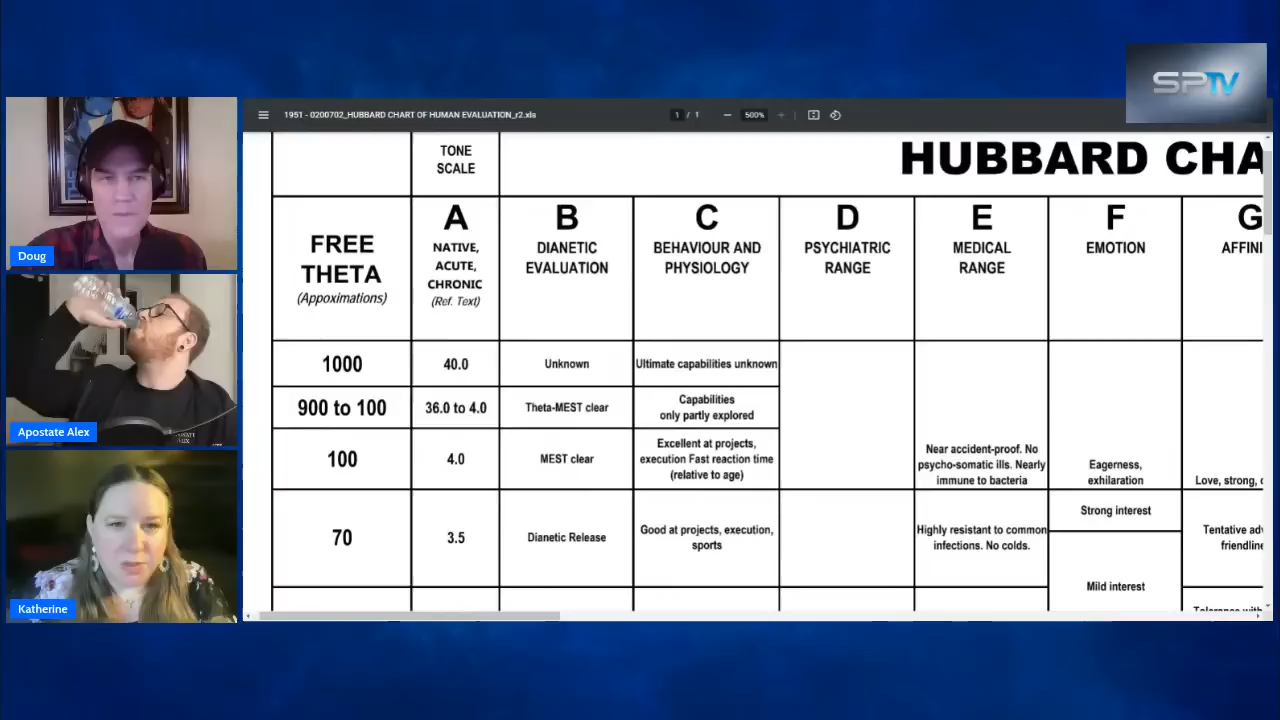 SPTV
1951 - 0200702_HUBBARD CHART OF HUMAN EVALUATION_r2.xls
1 / 1
500%
TONE
SCALE
HUBBARD CHA
FREE
THETA
(Appoximations)
A
NATIVE,
ACUTE,
CHRONIC
(Ref. Text)
B
DIANETIC
EVALUATION
C
BEHAVIOUR AND
PHYSIOLOGY
D
PSYCHIATRIC
RANGE
E
MEDICAL
RANGE
F
EMOTION
G
AFFINI
1000
40.0
Unknown
Ultimate capabilities unknown
900 to 100
36.0 to 4.0
Theta-MEST clear
Capabilities
only partly explored
100
4.0
MEST clear
Excellent at projects,
execution Fast reaction time
(relative to age)
Near accident-proof. No
psycho-somatic ills. Nearly
immune to bacteria
Eagerness,
exhilaration
Love, strong,
70
3.5
Dianetic Release
Good at projects, execution,
sports
Highly resistant to common
infections. No colds.
Strong interest
Mild interest
Tentative adv
friendline
Doug
Apostate Alex
Katherine